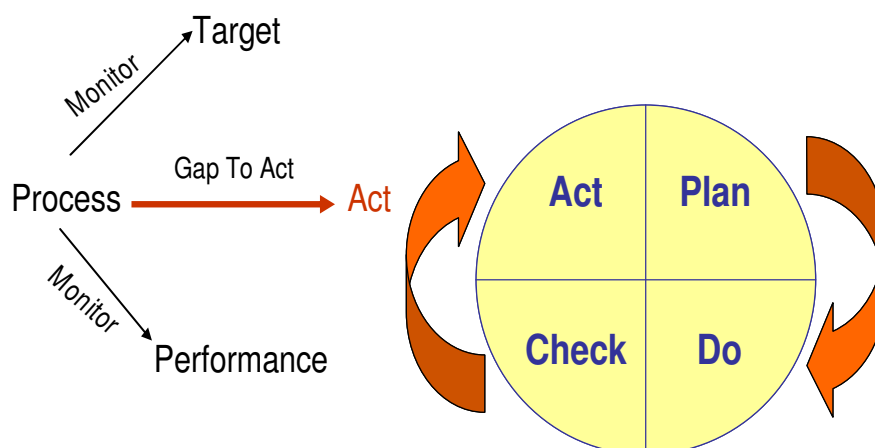 Target
Monitor
Gap To Act
Process
Act
Monitor
Performance
Act
Plan
Check
Do